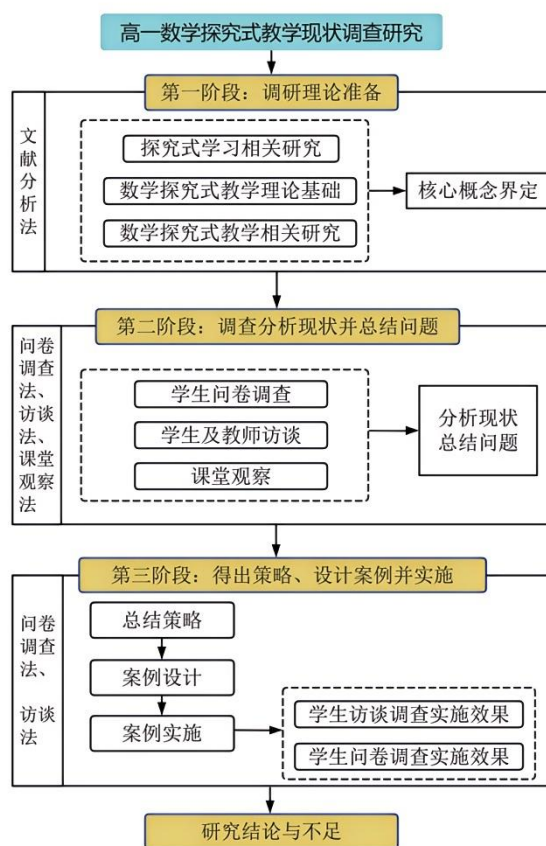 高一数学探究式教学现状调查研究
第一阶段：调研理论准备
文
献
分
析
法
探究式学习相关研究
数学探究式教学理论基础
数学探究式教学相关研究
核心概念界定
第二阶段：调查分析现状并总结问题
问卷
调查
法、
访谈
法、
课堂
观察
法
学生问卷调查
学生及教师访谈
课堂观察
分析现状
总结问题
第三阶段：得出策略、设计案例并实施
问卷
调查
法、
访谈
法
总结策略
案例设计
案例实施
学生访谈调查实施效果
学生问卷调查实施效果
研究结论与不足